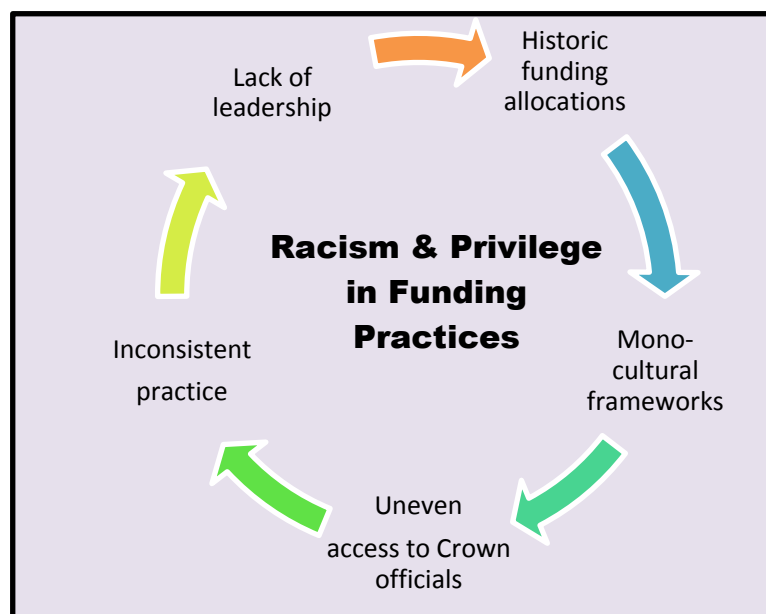 Historic
funding
allocations
Mono-
cultural
frameworks
Uneven
access to Crown
officials
Inconsistent
practice
Lack of
leadership
Racism & Privilege
in Funding
Practices